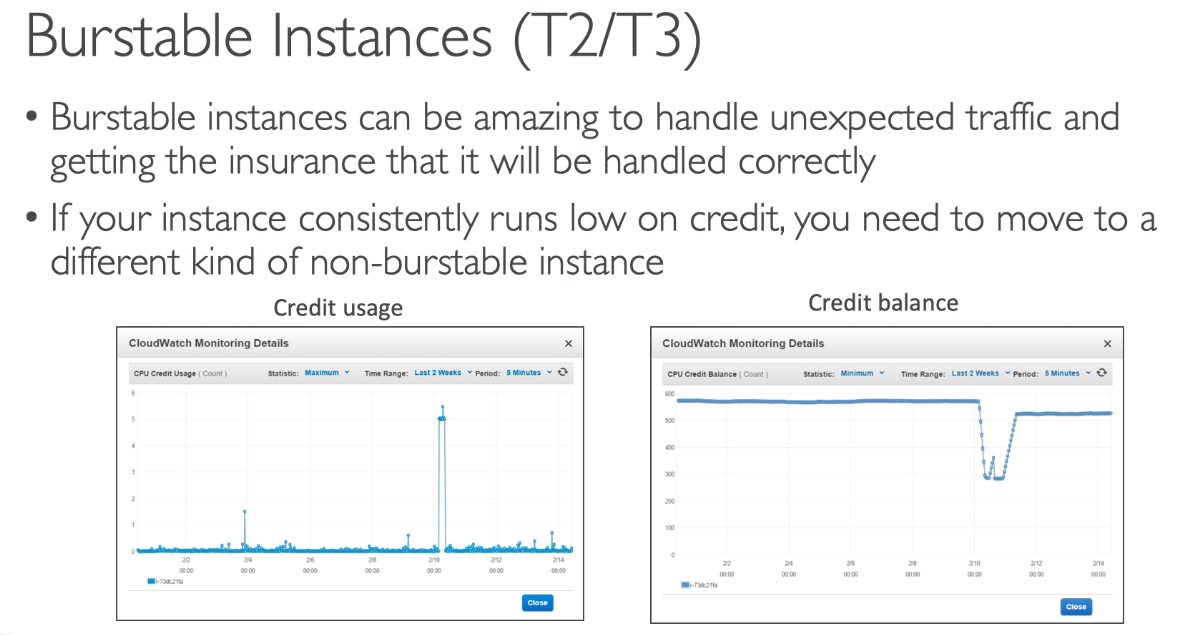 Burstable Instances (T2/T3)
• Burstable instances can be amazing to handle unexpected traffic and
getting the insurance that it will be handled correctly
• If your instance consistently runs low on credit, you need to move to a
different kind of non-burstable instance
Credit usage
CloudWatch Monitoring Details
CPU Credit Usage ( Count )
Statistic: Maximum
Time Range: Last 2 Weeks
Period: 5 Minutes
6
5
4
3
2
1
0
2/2 2/4 2/6 2/8 2/10 2/12 2/14
00:00 00:00 00:00 00:00 00:00 00:00 00:00
i-73dc21fa
Close
Credit balance
CloudWatch Monitoring Details
CPU Credit Balance ( Count )
Statistic: Minimum
Time Range: Last 2 Weeks
Period: 5 Minutes
600
500
400
300
200
100
0
2/2 2/4 2/6 2/8 2/10 2/12 2/14
00:00 00:00 00:00 00:00 00:00 00:00 00:00
i-73dc21fa
Close